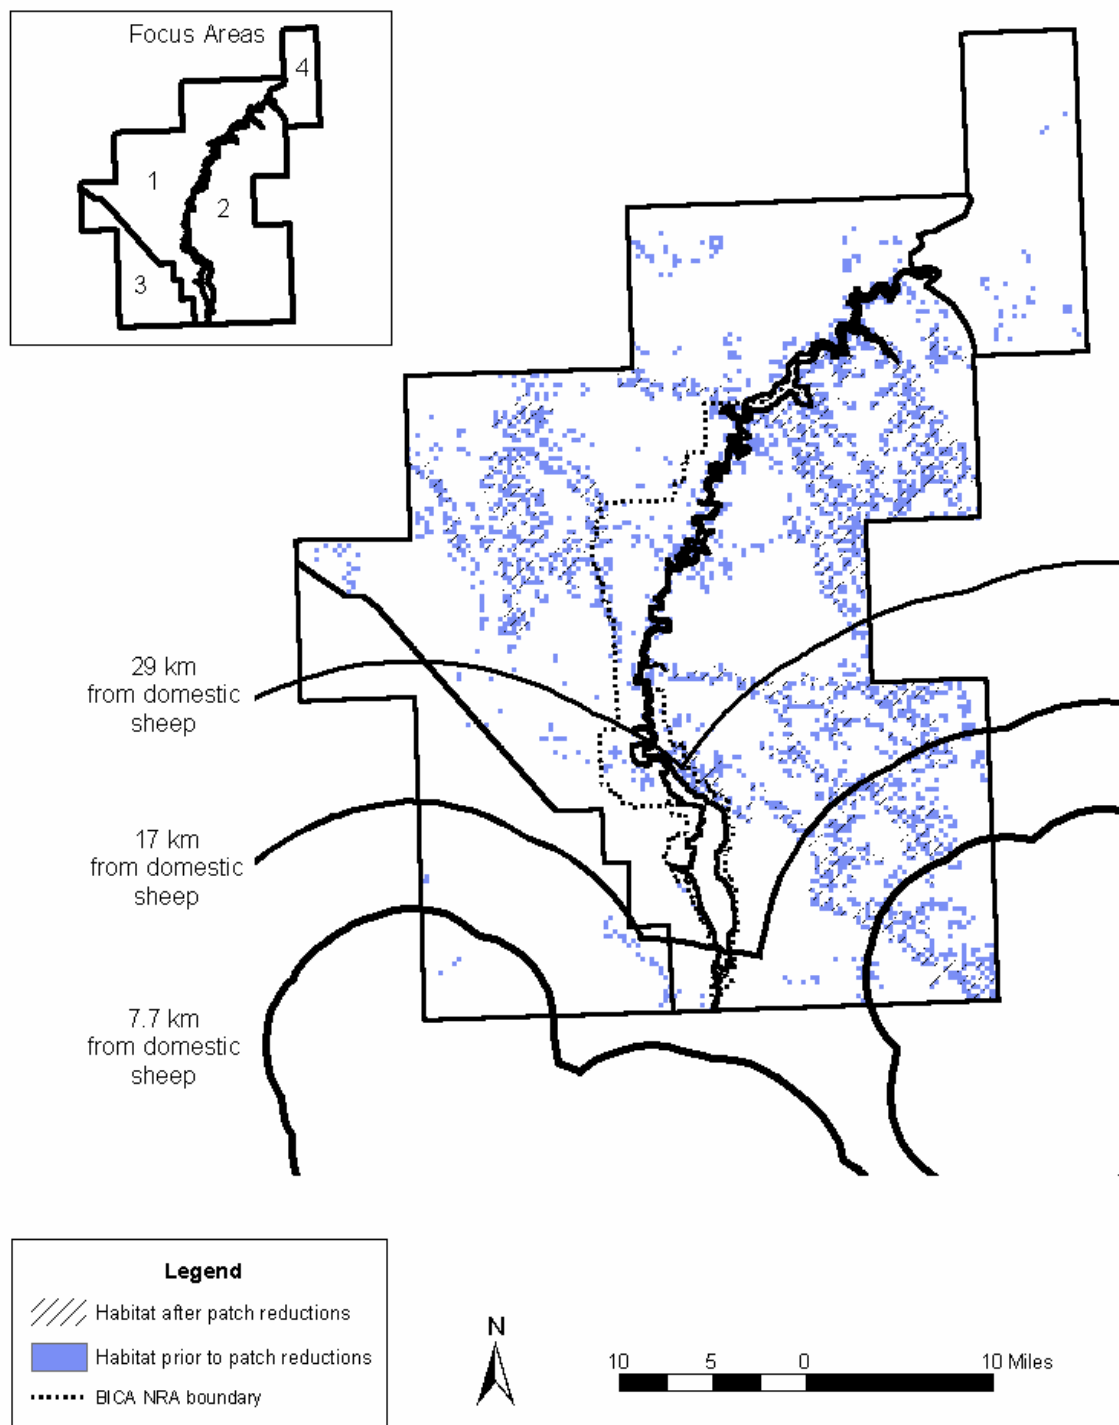 Focus Areas
4
1
2
3
29 km
from domestic
sheep
17 km
from domestic
sheep
7.7 km
from domestic
sheep
Legend
Habitat after patch reductions
Habitat prior to patch reductions
BICA NRA boundary
N
10 5 0 10 Miles